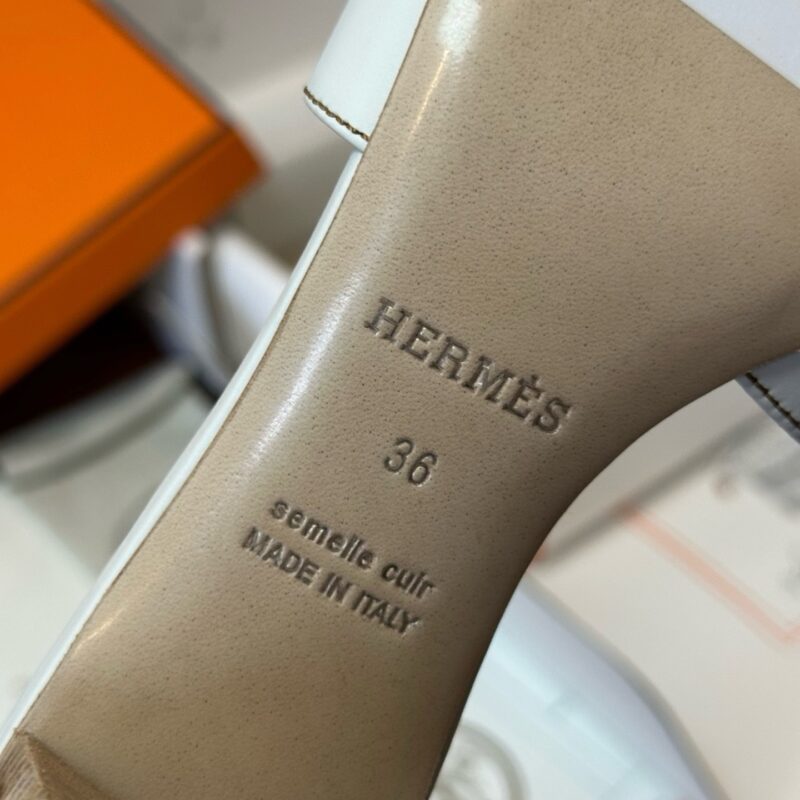 HERMÈS
36
semelle cuir
MADE IN ITALY